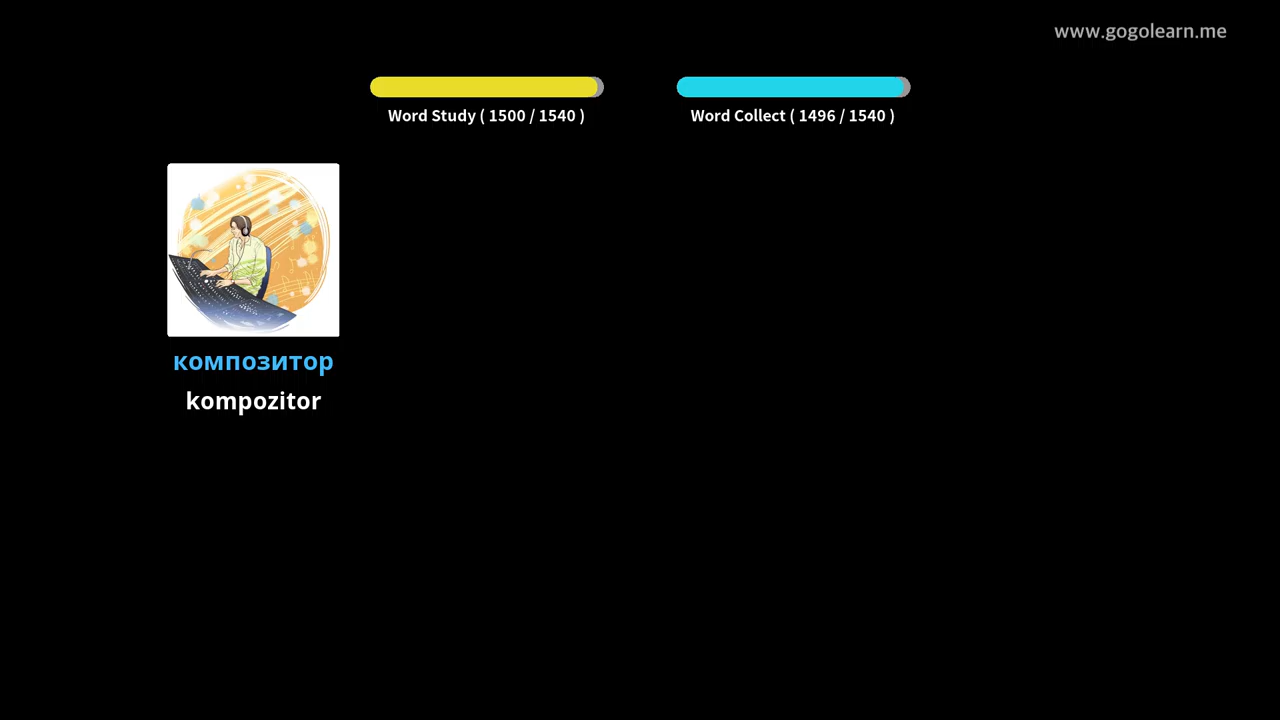 www.gogolearn.me
Word Study ( 1500 / 1540 )
Word Collect ( 1496 / 1540 )
композитор
kompozitor